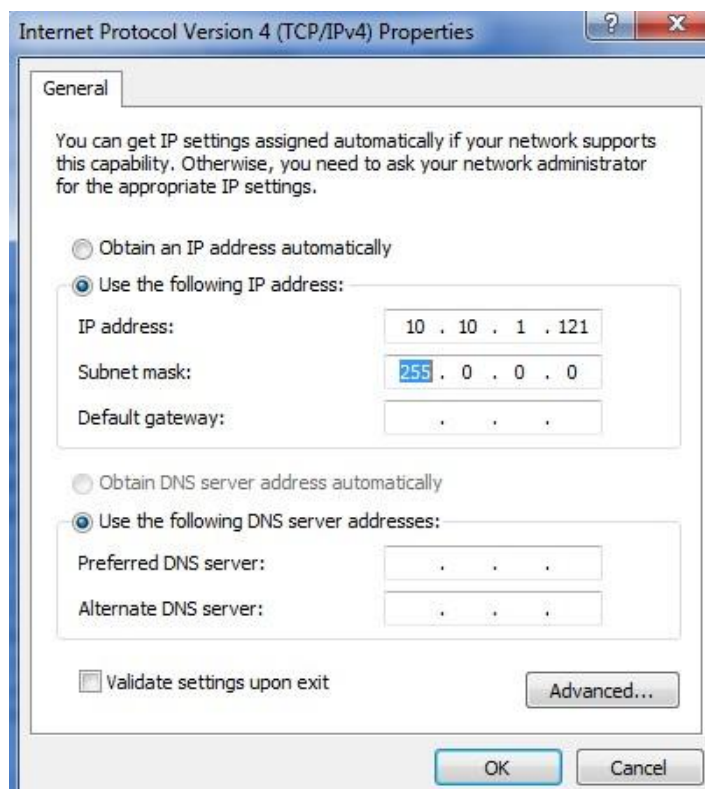 Internet Protocol Version 4 (TCP/IPv4) Properties
General
You can get IP settings assigned automatically if your network supports
this capability. Otherwise, you need to ask your network administrator
for the appropriate IP settings.
Obtain an IP address automatically
Use the following IP address:
IP address: 10 . 10 . 1 . 121
Subnet mask: 255 . 0 . 0 . 0
Default gateway: . . .
Obtain DNS server address automatically
Use the following DNS server addresses:
Preferred DNS server: . . .
Alternate DNS server: . . .
Validate settings upon exit
Advanced...
OK Cancel